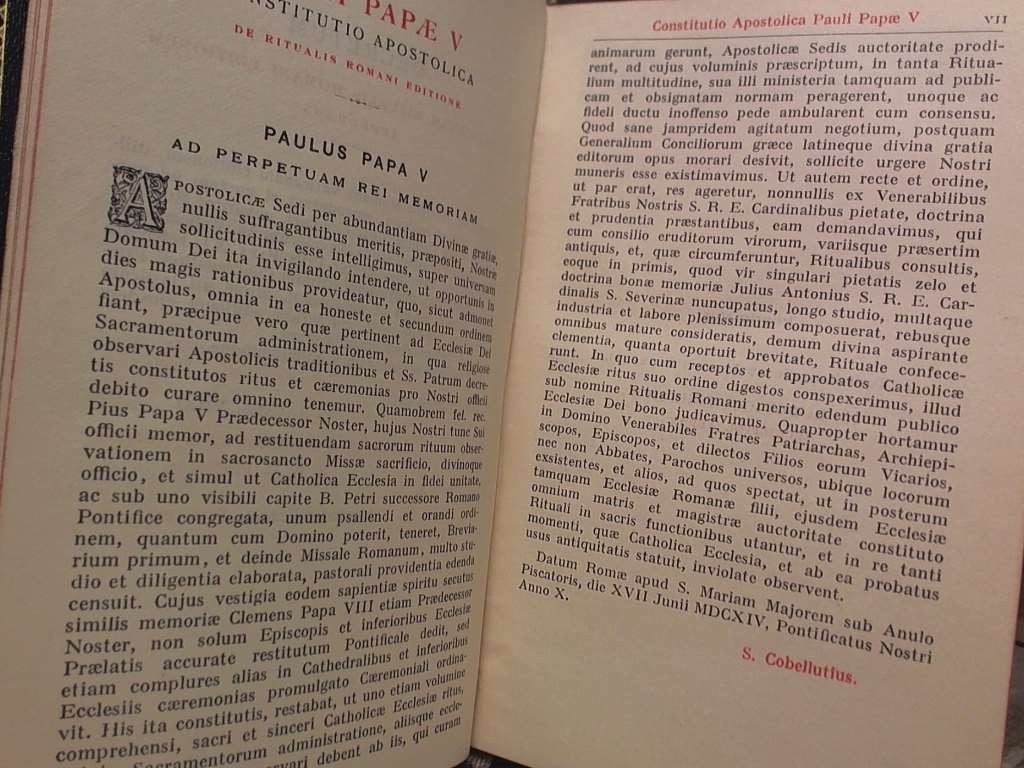 PAPÆ V
CONSTITUTIO APOSTOLICA
DE RITUALIS ROMANI EDITIONE
PAULUS PAPA V
AD PERPETUAM REI MEMORIAM
APOSTOLICÆ Sedi per abundantiam Divinæ gratiæ,
nullis suffragantibus meritis, præpositi, Nostræ
sollicitudinis esse intelligimus, super universam
Domum Dei ita invigilando intendere, ut opportunis in
dies magis rationibus provideatur, quo, sicut admonet
Apostolus, omnia in ea honeste et secundum ordinem
fiant, præcipue vero quæ pertinent ad Ecclesiæ Dei
Sacramentorum administrationem, in qua religiose
observari Apostolicis traditionibus et Ss. Patrum decre-
tis constitutos ritus et cæremonias pro Nostri officii
debito curare omnino tenemur. Quamobrem fel. rec.
Pius Papa V Prædecessor Noster, hujus Nostri tunc Sui
officii memor, ad restituendam sacrorum rituum obser-
vationem in sacrosancto Missæ sacrificio, divinoque
officio, et simul ut Catholica Ecclesia in fidei unitate,
ac sub uno visibili capite B. Petri successore Romano
Pontifice congregata, unum psallendi et orandi ordi-
nem, quantum cum Domino poterit, teneret, Brevia-
rium primum, et deinde Missale Romanum, multo stu-
dio et diligentia elaborata, pastorali providentia edenda
censuit. Cujus vestigia eodem sapientiæ spiritu secutus
similis memoriæ Clemens Papa VIII etiam Prædecessor
Noster, non solum Episcopis et inferioribus Ecclesiæ
Prælatis accurate restitutum Pontificale dedit, sed
etiam complures alias in Cathedralibus et inferioribus
Ecclesiis cæremonias promulgato Cæremoniali ordina-
vit. His ita constitutis, restabat, ut uno etiam volumine
comprehensi, sacri et sinceri Catholicæ Ecclesiæ ritus,
Sacramentorum administratione, aliisque eccle-
debent ab iis, qui curam
Constitutio Apostolica Pauli Papæ V VII
animarum gerunt, Apostolicæ Sedis auctoritate prodi-
rent, ad cujus voluminis præscriptum, in tanta Ritua-
lium multitudine, sua illi ministeria tamquam ad publi-
cam et obsignatam normam peragerent, unoque ac
fideli ductu inoffenso pede ambularent cum consensu.
Quod sane jampridem agitatum negotium, postquam
Generalium Conciliorum græce latineque divina gratia
editorum opus morari desivit, sollicite urgere Nostri
muneris esse existimavimus. Ut autem recte et ordine,
ut par erat, res ageretur, nonnullis ex Venerabilibus
Fratribus Nostris S. R. E. Cardinalibus pietate, doctrina
et prudentia præstantibus, eam demandavimus, qui
cum consilio eruditorum virorum, variisque præsertim
antiquis, et, quæ circumferuntur, Ritualibus consultis,
eoque in primis, quod vir singulari pietatis zelo et
doctrina bonæ memoriæ Julius Antonius S. R. E. Car-
dinalis S. Severinæ nuncupatus, longo studio, multaque
industria et labore plenissimum composuerat, rebusque
omnibus mature consideratis, demum divina aspirante
clementia, quanta oportuit brevitate, Rituale confece-
runt. In quo cum receptos et approbatos Catholicæ
Ecclesiæ ritus suo ordine digestos conspexerimus, illud
sub nomine Ritualis Romani merito edendum publico
Ecclesiæ Dei bono judicavimus. Quapropter hortamur
in Domino Venerabiles Fratres Patriarchas, Archiepi-
scopos, Episcopos, et dilectos Filios eorum Vicarios,
nec non Abbates, Parochos universos, ubique locorum
exsistentes, et alios, ad quos spectat, ut in posterum
tamquam Ecclesiæ Romanæ filii, ejusdem Ecclesiæ
omnium matris et magistræ auctoritate constituto
Rituali in sacris functionibus utantur, et in re tanti
momenti, quæ Catholica Ecclesia, et ab ea probatus
usus antiquitatis statuit, inviolate observent.
Datum Romæ apud S. Mariam Majorem sub Anulo
Piscatoris, die XVII Junii MDCXIV, Pontificatus Nostri
Anno X.
S. Cobellutius.